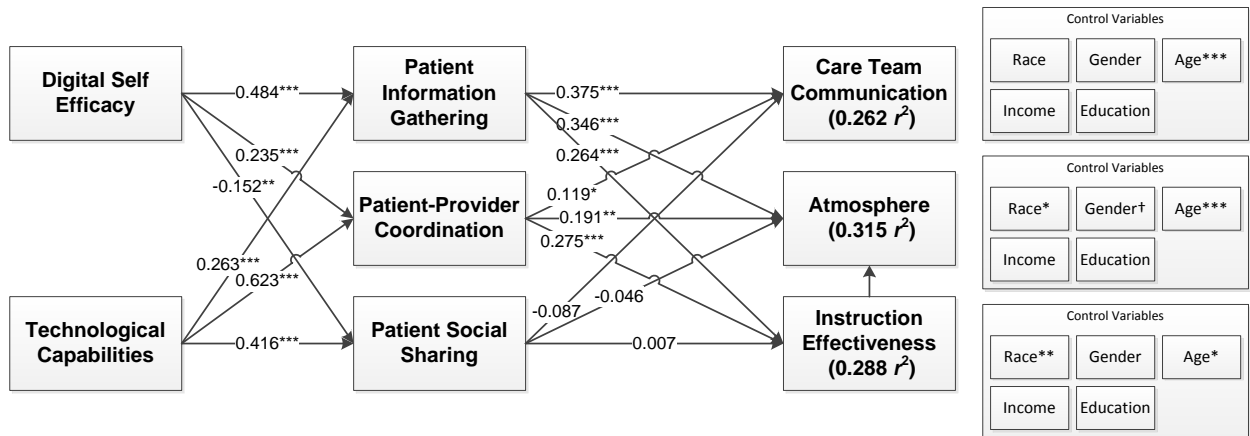 Digital Self
Efficacy
Technological
Capabilities
0.484***
0.235***
-0.152**
0.263***
0.623***
0.416***
Patient
Information
Gathering
Patient-Provider
Coordination
Patient Social
Sharing
0.375***
0.346***
0.264***
0.119*
0.191**
0.275***
-0.087
-0.046
0.007
Care Team
Communication
(0.262 r²)
Atmosphere
(0.315 r²)
Instruction
Effectiveness
(0.288 r²)
Control Variables
Race Gender Age***
Income Education
Control Variables
Race* Gender† Age***
Income Education
Control Variables
Race** Gender Age*
Income Education